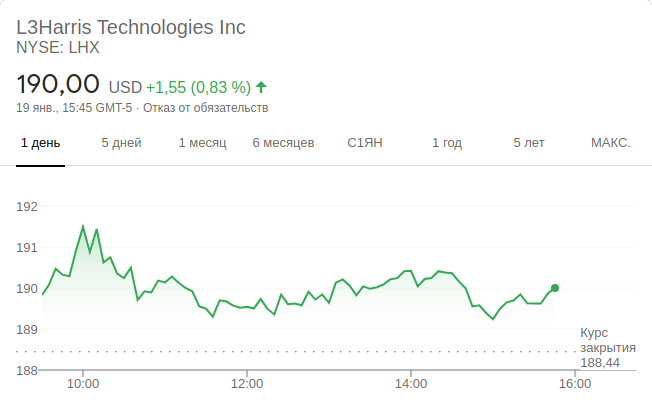 L3Harris Technologies Inc
NYSE: LHX
190,00 USD +1,55 (0,83 %)
19 янв., 15:45 GMT-5 · Отказ от обязательств
1 день 5 дней 1 месяц 6 месяцев С1ЯН 1 год 5 лет МАКС.
192
191
190
189
188
Курс
закрытия
188,44
10:00 12:00 14:00 16:00